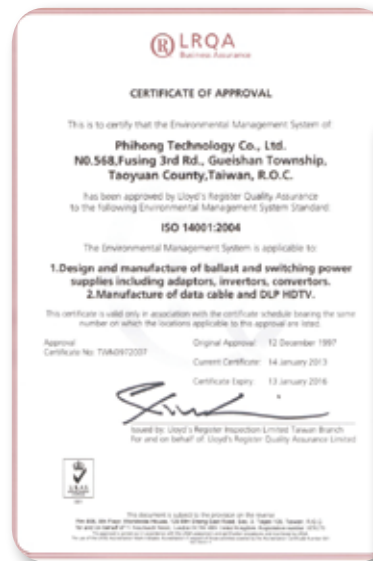 LRQA
Business Assurance
CERTIFICATE OF APPROVAL
This is to certify that the Environmental Management System of:
Phihong Technology Co., Ltd.
N0.568,Fusing 3rd Rd., Gueishan Township,
Taoyuan County,Taiwan, R.O.C.
has been approved by Lloyd's Register Quality Assurance
to the following Environmental Management System Standard:
ISO 14001:2004
The Environmental Management System is applicable to:
1.Design and manufacture of ballast and switching power
supplies including adaptors, invertors, convertors.
2.Manufacture of data cable and DLP HDTV.
This certificate is valid only in association with the certificate schedule bearing the same
number on which the locations applicable to this approval are listed.
Approval Original Approval: 12 December 1997
Certificate No: TWN0972007
Current Certificate: 14 January 2013
Certificate Expiry: 13 January 2016
Issued by: Lloyd's Register Inspection Limited Taiwan Branch
For and on behalf of: Lloyd's Register Quality Assurance Limited
UKAS
This document is subject to the provision on the reverse